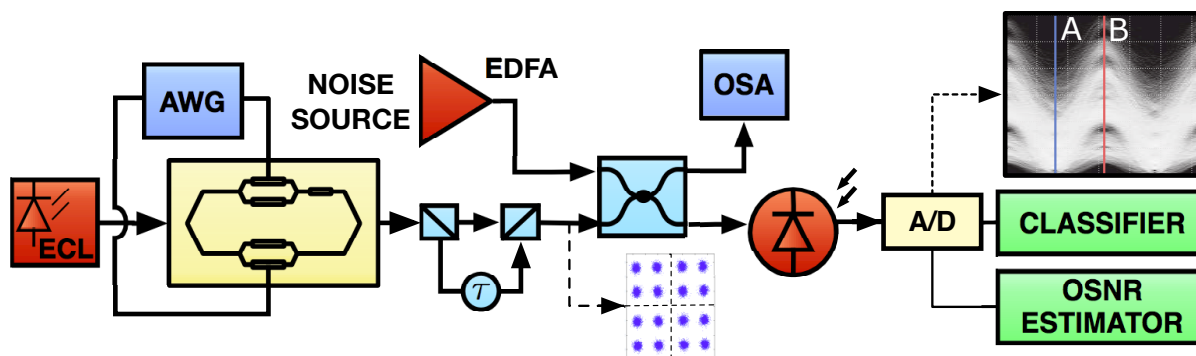 AWG
NOISE
SOURCE
EDFA
OSA
A B
ECL
τ
A/D
CLASSIFIER
OSNR
ESTIMATOR